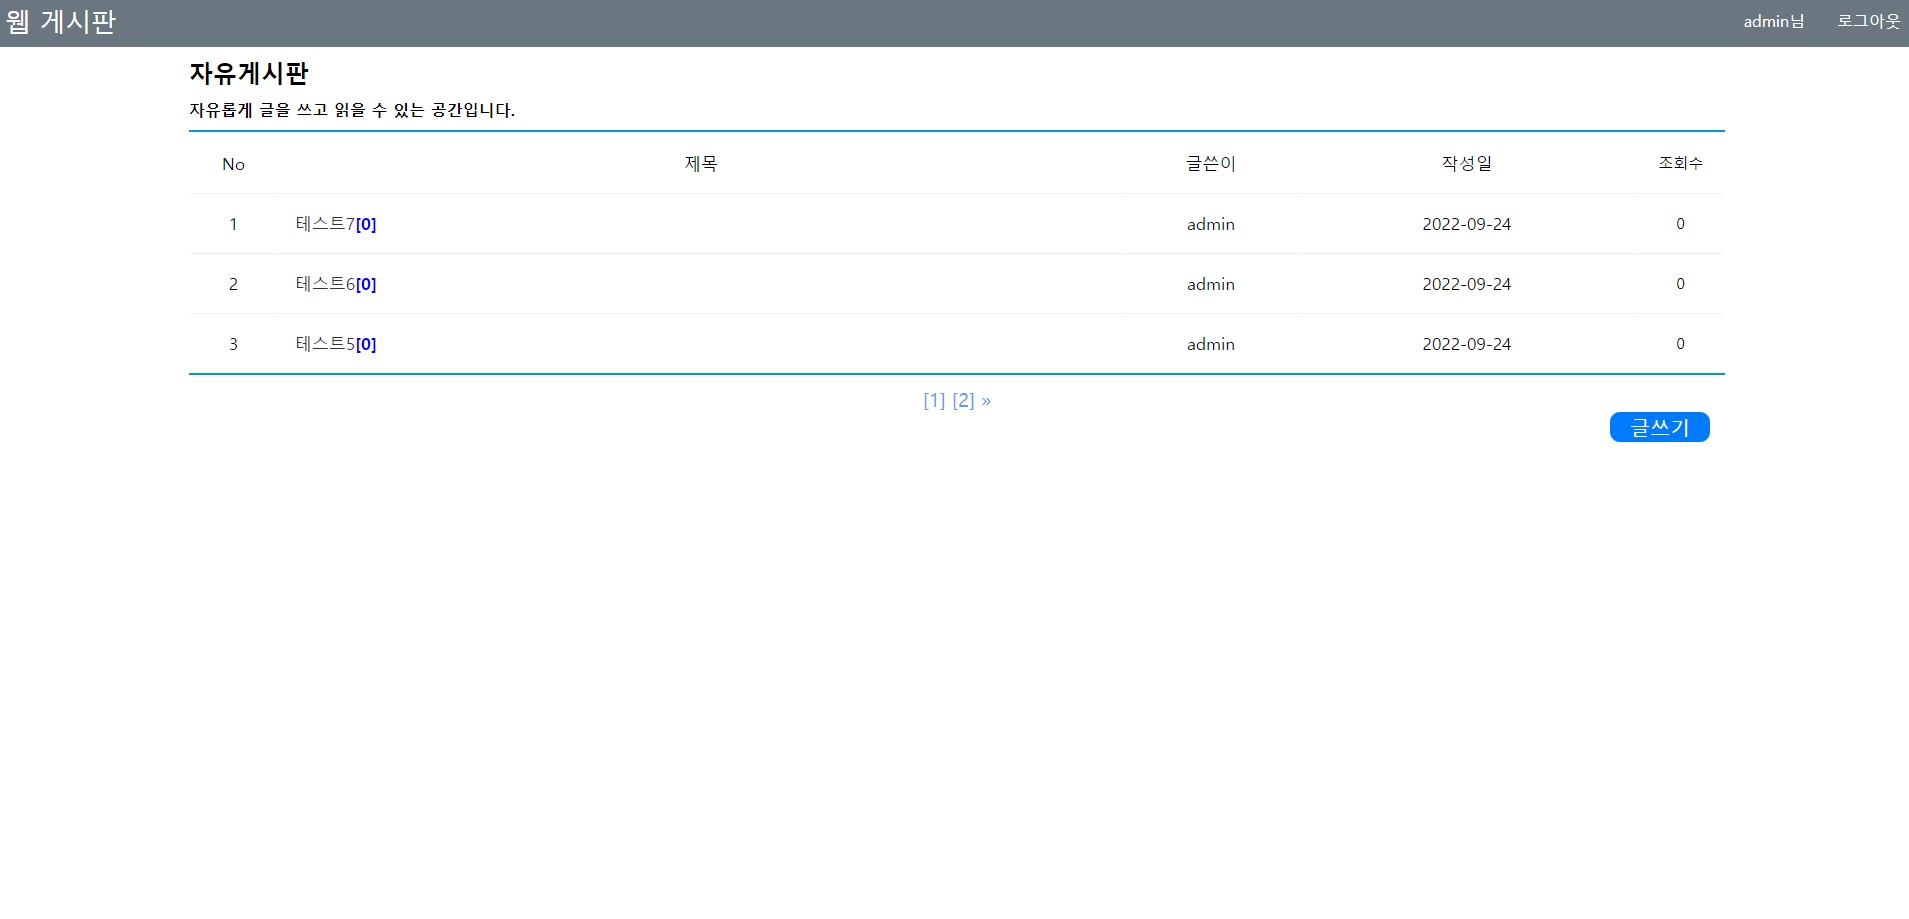 웹 게시판 admin님 로그아웃
자유게시판
자유롭게 글을 쓰고 읽을 수 있는 공간입니다.
No 제목 글쓴이 작성일 조회수
1 테스트7[0] admin 2022-09-24 0
2 테스트6[0] admin 2022-09-24 0
3 테스트5[0] admin 2022-09-24 0
[1] [2] »
글쓰기